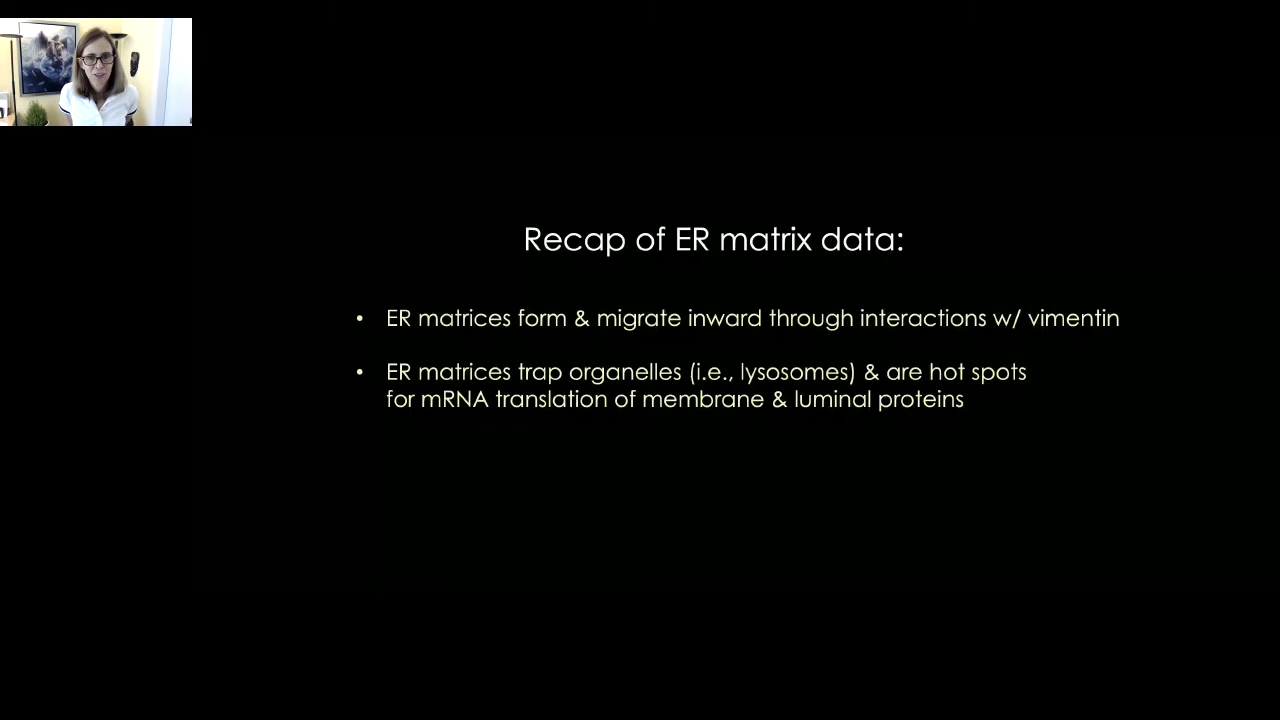 Recap of ER matrix data:
• ER matrices form & migrate inward through interactions w/ vimentin
• ER matrices trap organelles (i.e., lysosomes) & are hot spots
for mRNA translation of membrane & luminal proteins